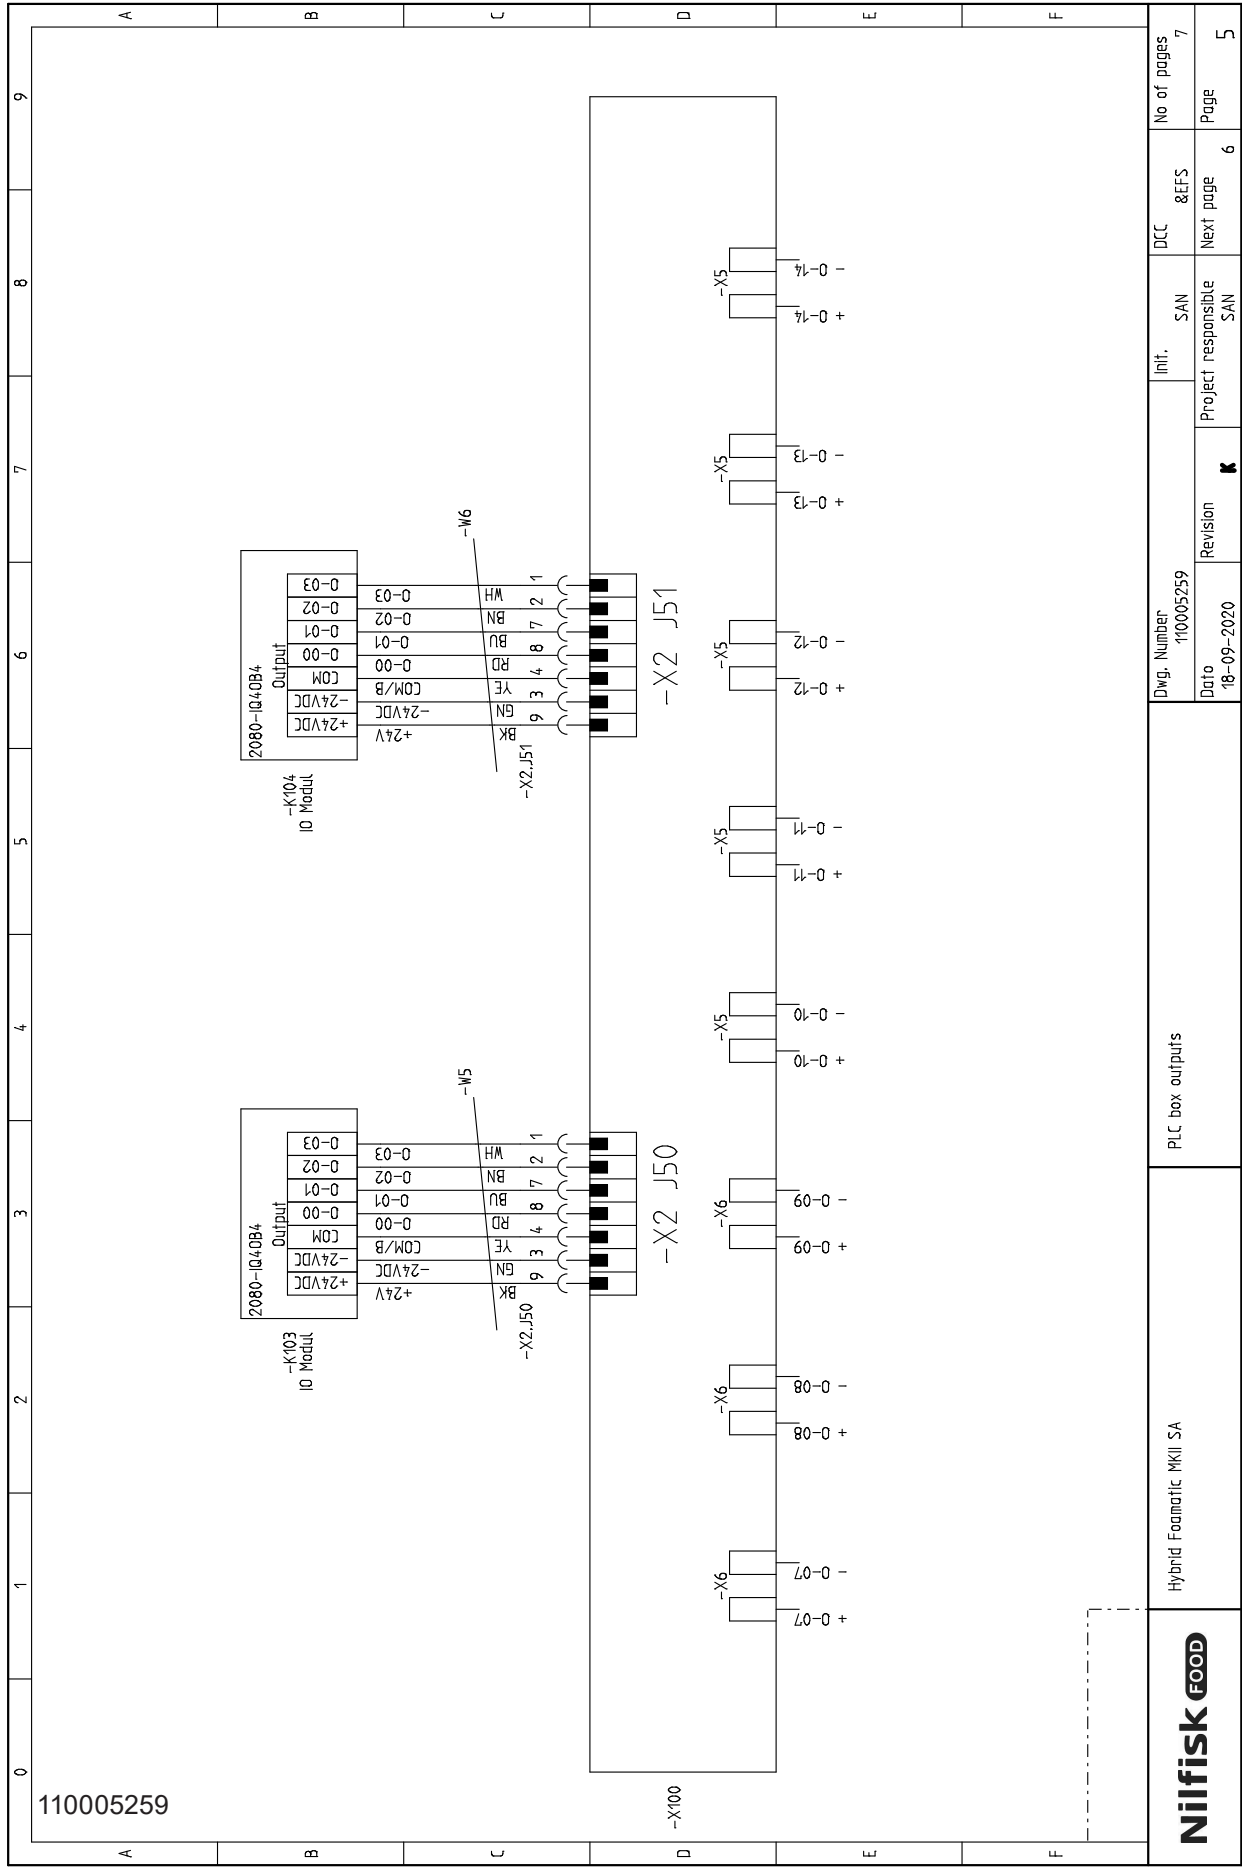 0 1 2 3 4 5 6 7 8 9
A A
B B
C C
D D
E E
F F
110005259
-K103
IO Modul
2080-IQ4OB4
Output
+24VDC
-24VDC
COM
O-00
O-01
O-02
O-03
+24V
-24VDC
COM/B
O-00
O-01
O-02
O-03
-W5
BK
GN
YE
RD
BU
BN
WH
-X2.J50
9 3 4 8 7 2 1
-X2 J50
-K104
IO Modul
2080-IQ4OB4
Output
+24VDC
-24VDC
COM
O-00
O-01
O-02
O-03
+24V
-24VDC
COM/B
O-00
O-01
O-02
O-03
-W6
BK
GN
YE
RD
BU
BN
WH
-X2.J51
9 3 4 8 7 2 1
-X2 J51
-X100
-X6
-X6
-X6
-X5
-X5
-X5
-X5
-X5
+ O-07
- O-07
+ O-08
- O-08
+ O-09
- O-09
+ O-10
- O-10
+ O-11
- O-11
+ O-12
- O-12
+ O-13
- O-13
+ O-14
- O-14
Nilfisk FOOD
Hybrid Foamatic MKII SA
PLC box outputs
Dwg. Number
110005259
Init.
SAN
DCC
&EFS
No of pages
7
Dato
18-09-2020
Revision
K
Project responsible
SAN
Next page
6
Page
5